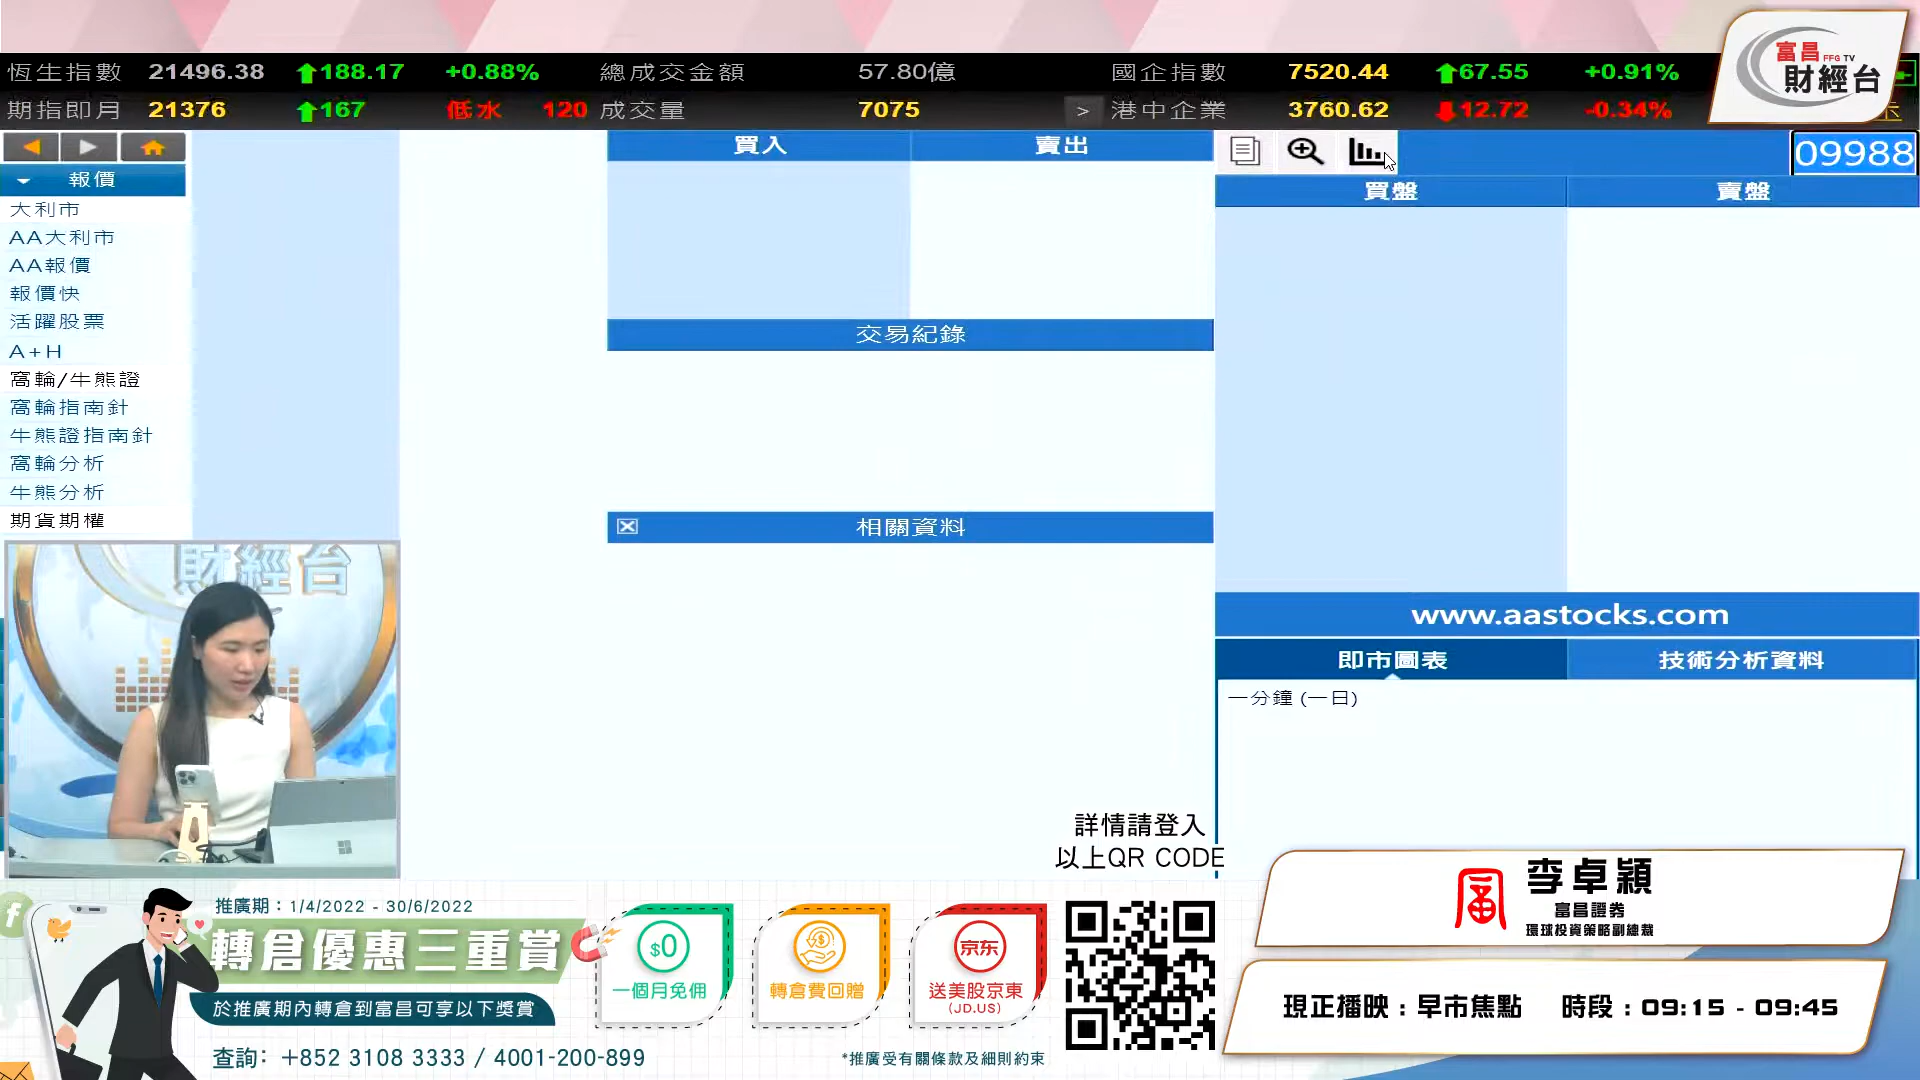 恆生指數 21496.38 188.17 +0.88% 總成交金額 57.80億 國企指數 7520.44 67.55 +0.91%
期指即月 21376 167 低水 120 成交量 7075 > 港中企業 3760.62 12.72 -0.34%
富昌 FFG TV
財經台
示
買入 賣出
09988
報價
買盤 賣盤
大利市
AA大利市
AA報價
報價快
活躍股票
交易紀錄
A+H
窩輪/牛熊證
窩輪指南針
牛熊證指南針
窩輪分析
牛熊分析
期貨期權
相關資料
財經台
www.aastocks.com
即市圖表 技術分析資料
一分鐘 (一日)
詳情請登入
以上QR CODE
李卓穎
富昌證券
環球投資策略副總裁
推廣期：1/4/2022 - 30/6/2022
轉倉優惠三重賞
於推廣期內轉倉到富昌可享以下獎賞
查詢： +852 3108 3333 / 4001-200-899
$0
一個月免佣
$
轉倉費回贈
京东
送美股京東
(JD.US)
*推廣受有關條款及細則約束
現正播映：早市焦點 時段：09:15 - 09:45